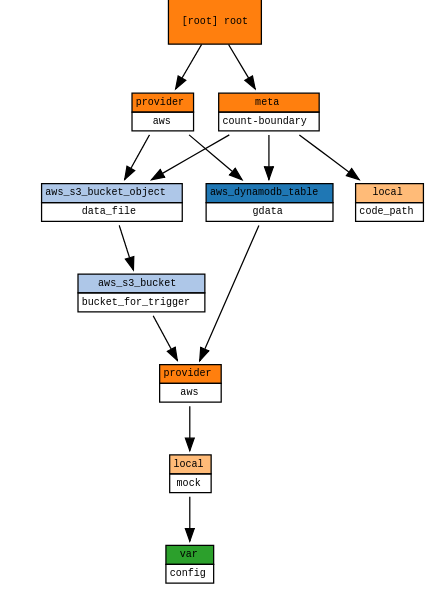 [root] root
provider
aws
meta
count-boundary
aws_s3_bucket_object
data_file
aws_dynamodb_table
gdata
local
code_path
aws_s3_bucket
bucket_for_trigger
provider
aws
local
mock
var
config